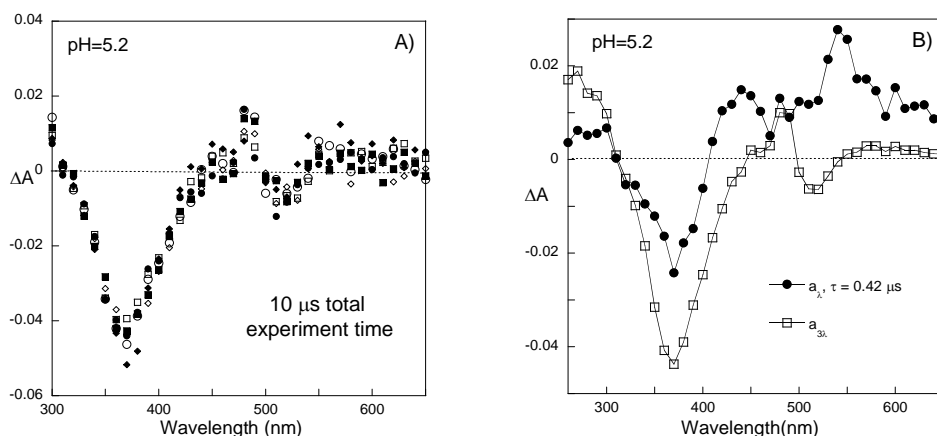 pH=5.2
A)
0.04
0.02
0
-0.02
-0.04
-0.06
ΔA
10 μs total
experiment time
300 400 500 600
Wavelength (nm)
pH=5.2
B)
0.02
0
-0.02
-0.04
ΔA
aλ, τ = 0.42 μs
a3λ
300 400 500 600
Wavelength(nm)